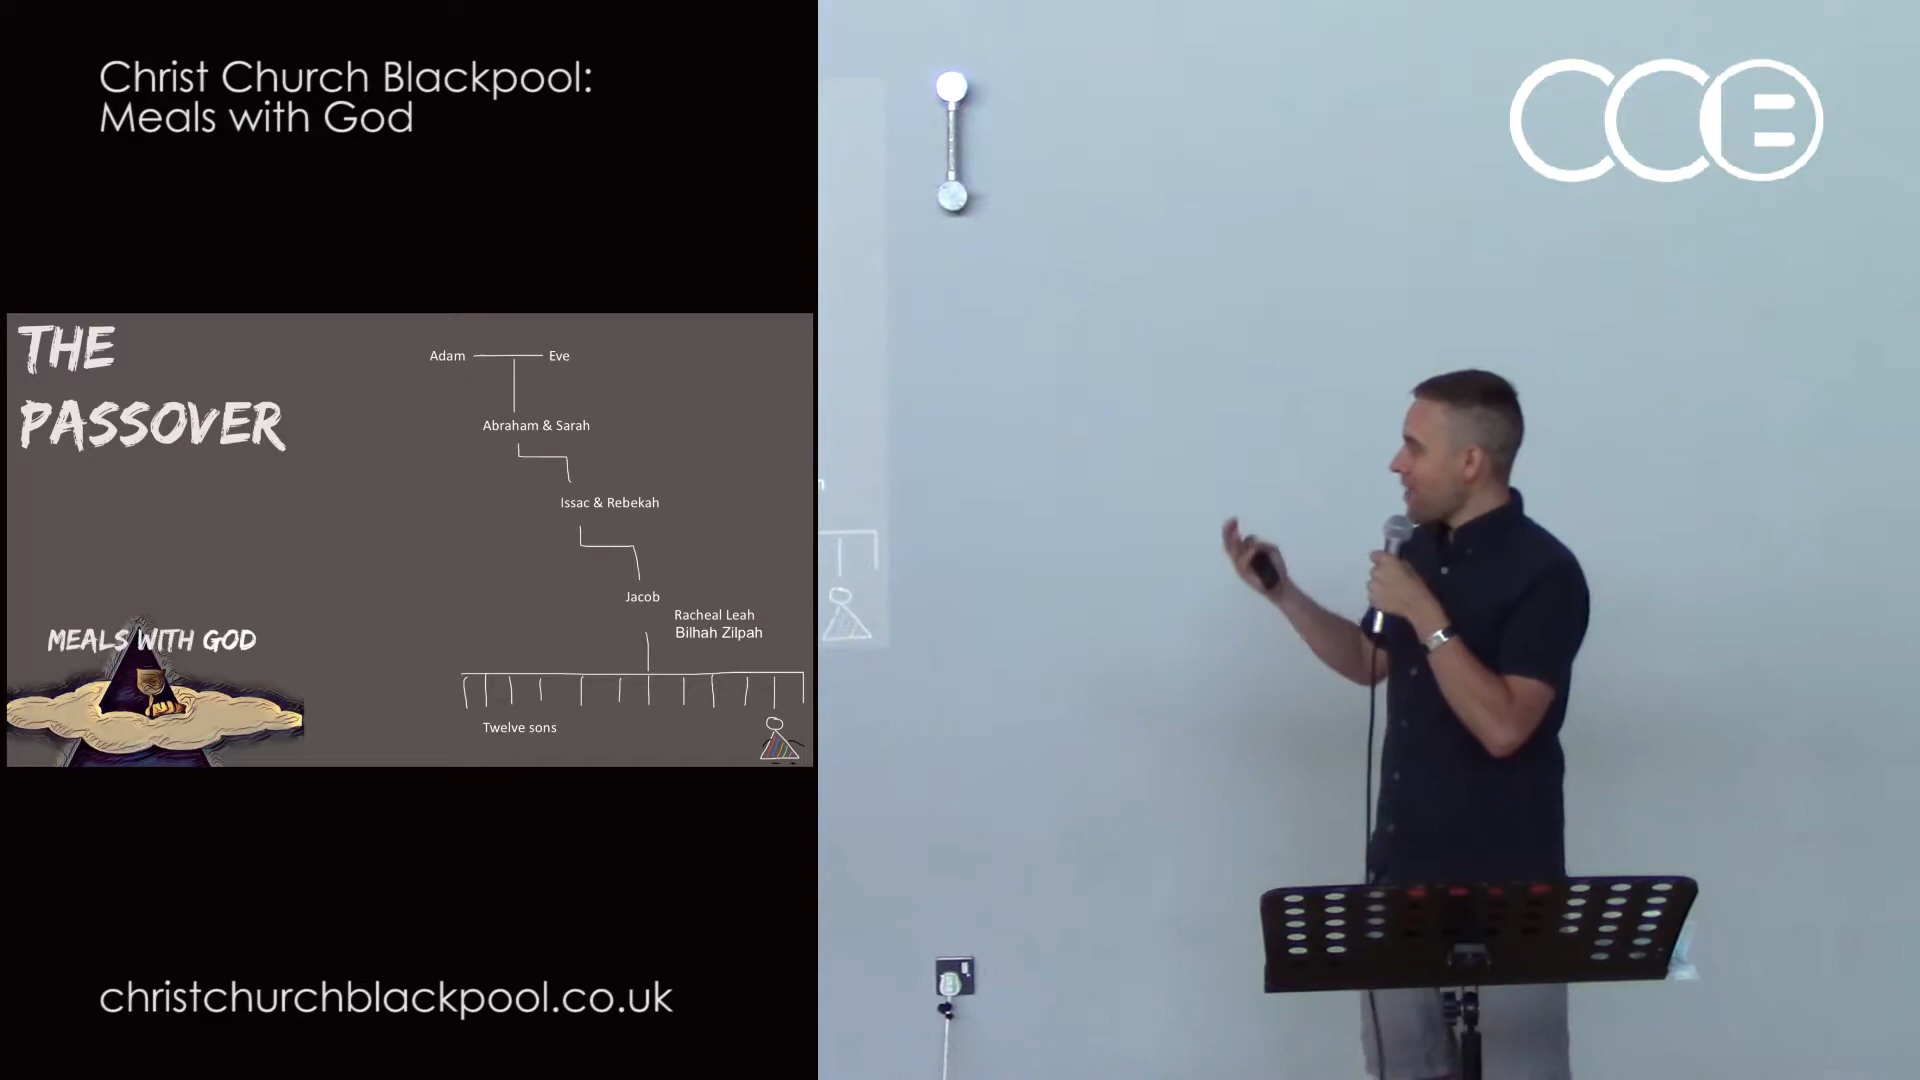 Christ Church Blackpool:
Meals with God
CCB
THE
PASSOVER
Adam
Eve
Abraham & Sarah
Issac & Rebekah
Jacob
Racheal Leah
Bilhah Zilpah
MEALS WITH GOD
Twelve sons
christchurchblackpool.co.uk